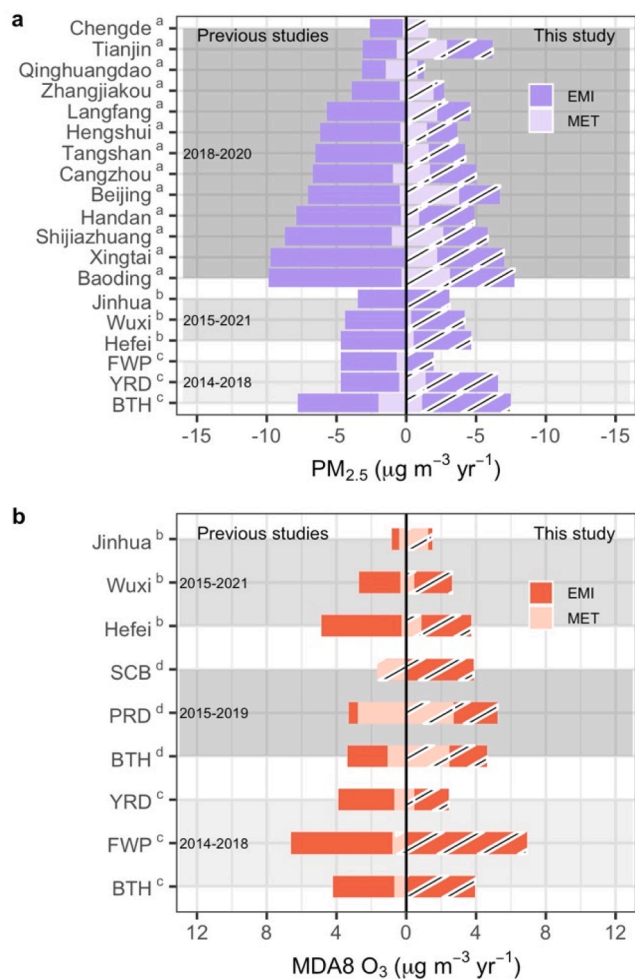 a
Previous studies
This study
Chengde a
Tianjin a
Qinghuangdao a
Zhangjiakou a
Langfang a
Hengshui a
Tangshan a
Cangzhou a
Beijing a
Handan a
Shijiazhuang a
Xingtai a
Baoding a
Jinhua b
Wuxi b
Hefei b
FWP c
YRD c
BTH c
EMI
MET
2018-2020
2015-2021
2014-2018
-15 -10 -5 0 -5 -10 -15
PM2.5 (μg m−3 yr−1)
b
Previous studies
This study
Jinhua b
Wuxi b
Hefei b
SCB d
PRD d
BTH d
YRD c
FWP c
BTH c
EMI
MET
2015-2021
2015-2019
2014-2018
12 8 4 0 4 8 12
MDA8 O3 (μg m−3 yr−1)